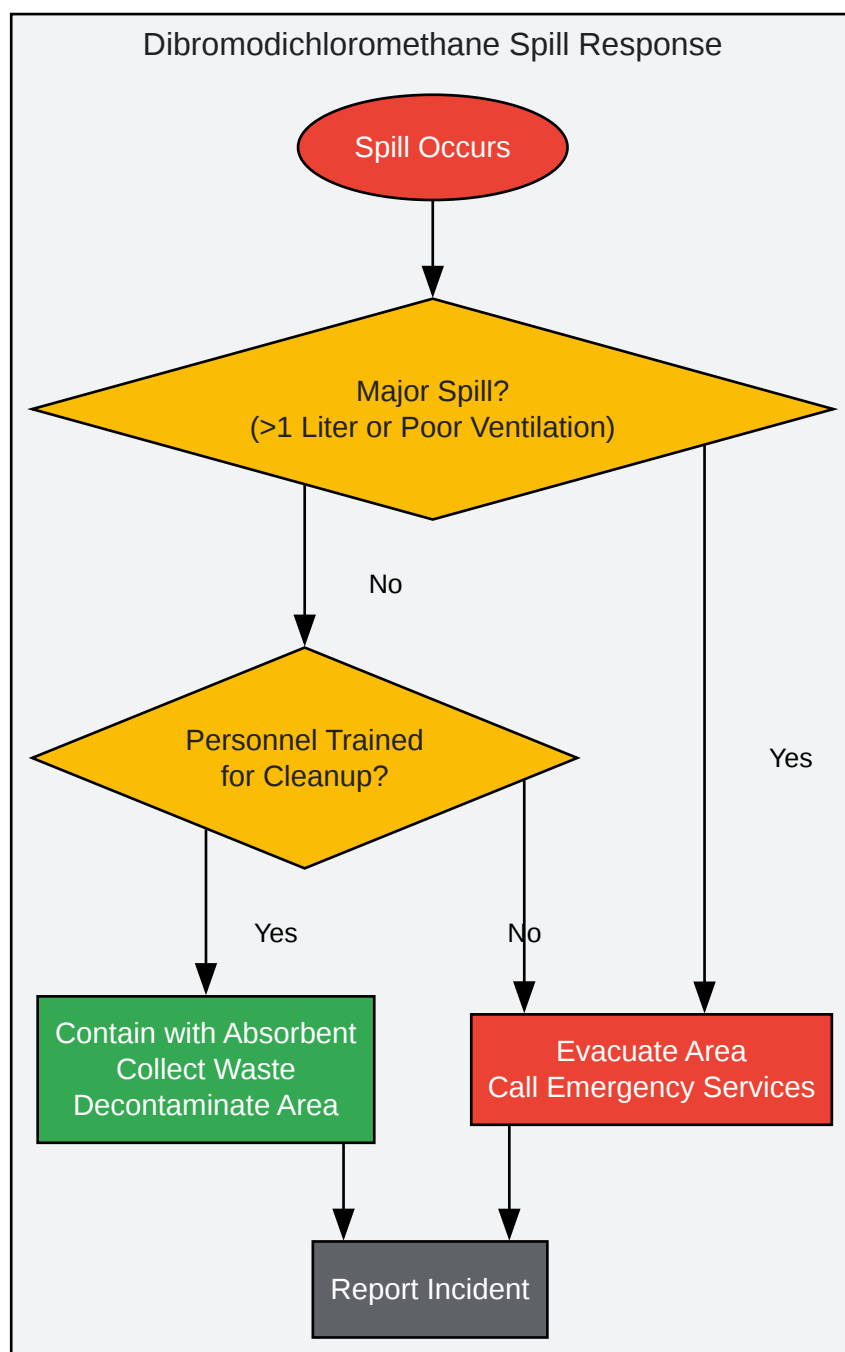 Dibromodichloromethane Spill Response
Spill Occurs
Major Spill?
(>1 Liter or Poor Ventilation)
No
Personnel Trained
for Cleanup?
Yes
Yes
No
Contain with Absorbent
Collect Waste
Decontaminate Area
Evacuate Area
Call Emergency Services
Report Incident